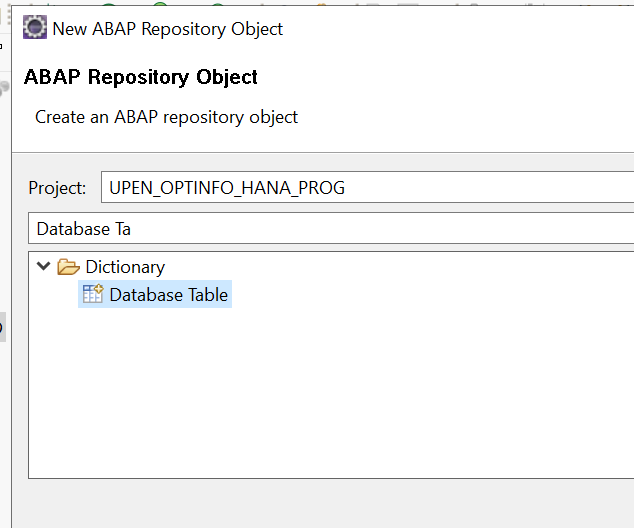 New ABAP Repository Object
ABAP Repository Object
Create an ABAP repository object
Project: UPEN_OPTINFO_HANA_PROG
Database Ta
Dictionary
Database Table